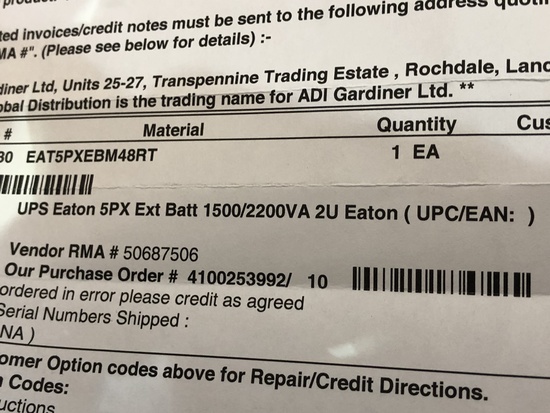 ted invoices/credit notes must be sent to the following address
MA #". (Please see below for details) :-
diner Ltd, Units 25-27, Transpennine Trading Estate , Rochdale, Lanc
obal Distribution is the trading name for ADI Gardiner Ltd. **
# Material Quantity Cus
30 EAT5PXEBM48RT 1 EA
UPS Eaton 5PX Ext Batt 1500/2200VA 2U Eaton ( UPC/EAN: )
Vendor RMA # 50687506
Our Purchase Order # 4100253992/ 10
ordered in error please credit as agreed
Serial Numbers Shipped :
NA )
omer Option codes above for Repair/Credit Directions.
n Codes:
uctions